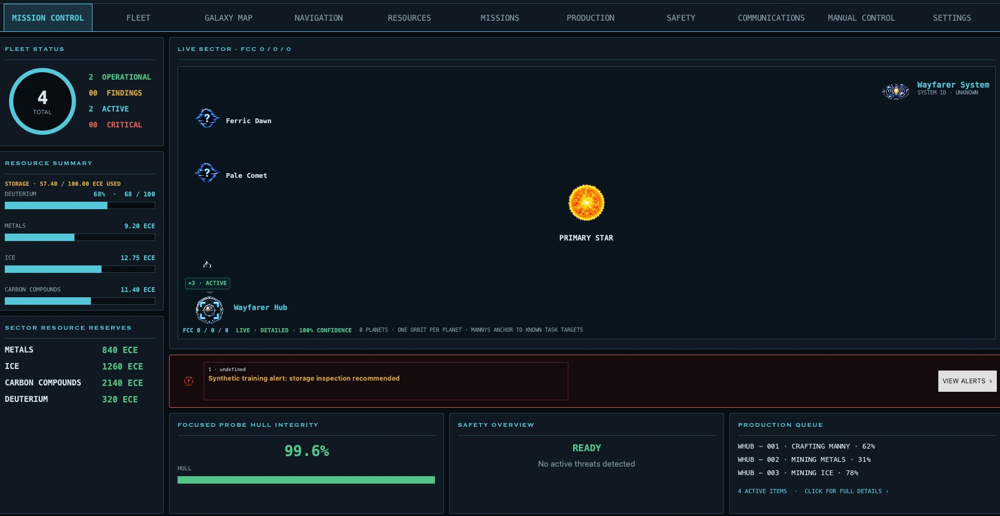 MISSION CONTROL FLEET GALAXY MAP NAVIGATION RESOURCES MISSIONS PRODUCTION SAFETY COMMUNICATIONS MANUAL CONTROL SETTINGS
FLEET STATUS
4
TOTAL
2 OPERATIONAL
00 FINDINGS
2 ACTIVE
00 CRITICAL
RESOURCE SUMMARY
STORAGE · 57.40 / 100.00 ECE USED
DEUTERIUM 68% · 68 / 100
METALS 9.20 ECE
ICE 12.75 ECE
CARBON COMPOUNDS 11.40 ECE
SECTOR RESOURCE RESERVES
METALS 840 ECE
ICE 1260 ECE
CARBON COMPOUNDS 2140 ECE
DEUTERIUM 320 ECE
LIVE SECTOR · FCC 0 / 0 / 0
Wayfarer System
SYSTEM ID · UNKNOWN
? Ferric Dawn
? Pale Comet
PRIMARY STAR
×3 · ACTIVE
Wayfarer Hub
FCC 0 / 0 / 0 LIVE · DETAILED · 100% CONFIDENCE 0 PLANETS · ONE ORBIT PER PLANET · MANNYS ANCHOR TO KNOWN TASK TARGETS
1 · undefined
! Synthetic training alert: storage inspection recommended
VIEW ALERTS ›
FOCUSED PROBE HULL INTEGRITY
99.6%
HULL
SAFETY OVERVIEW
READY
No active threats detected
PRODUCTION QUEUE
WHUB — 001 · CRAFTING MANNY · 62%
WHUB — 002 · MINING METALS · 31%
WHUB — 003 · MINING ICE · 78%
4 ACTIVE ITEMS · CLICK FOR FULL DETAILS ›